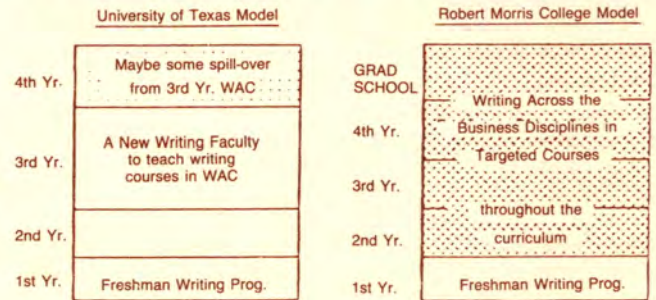 University of Texas Model
4th Yr.
Maybe some spill-over
from 3rd Yr. WAC
3rd Yr.
A New Writing Faculty
to teach writing
courses in WAC
2nd Yr.
1st Yr.
Freshman Writing Prog.
Robert Morris College Model
GRAD
SCHOOL
Writing Across the
4th Yr.
Business Disciplines in
Targeted Courses
3rd Yr.
throughout the
2nd Yr.
curriculum
1st Yr.
Freshman Writing Prog.